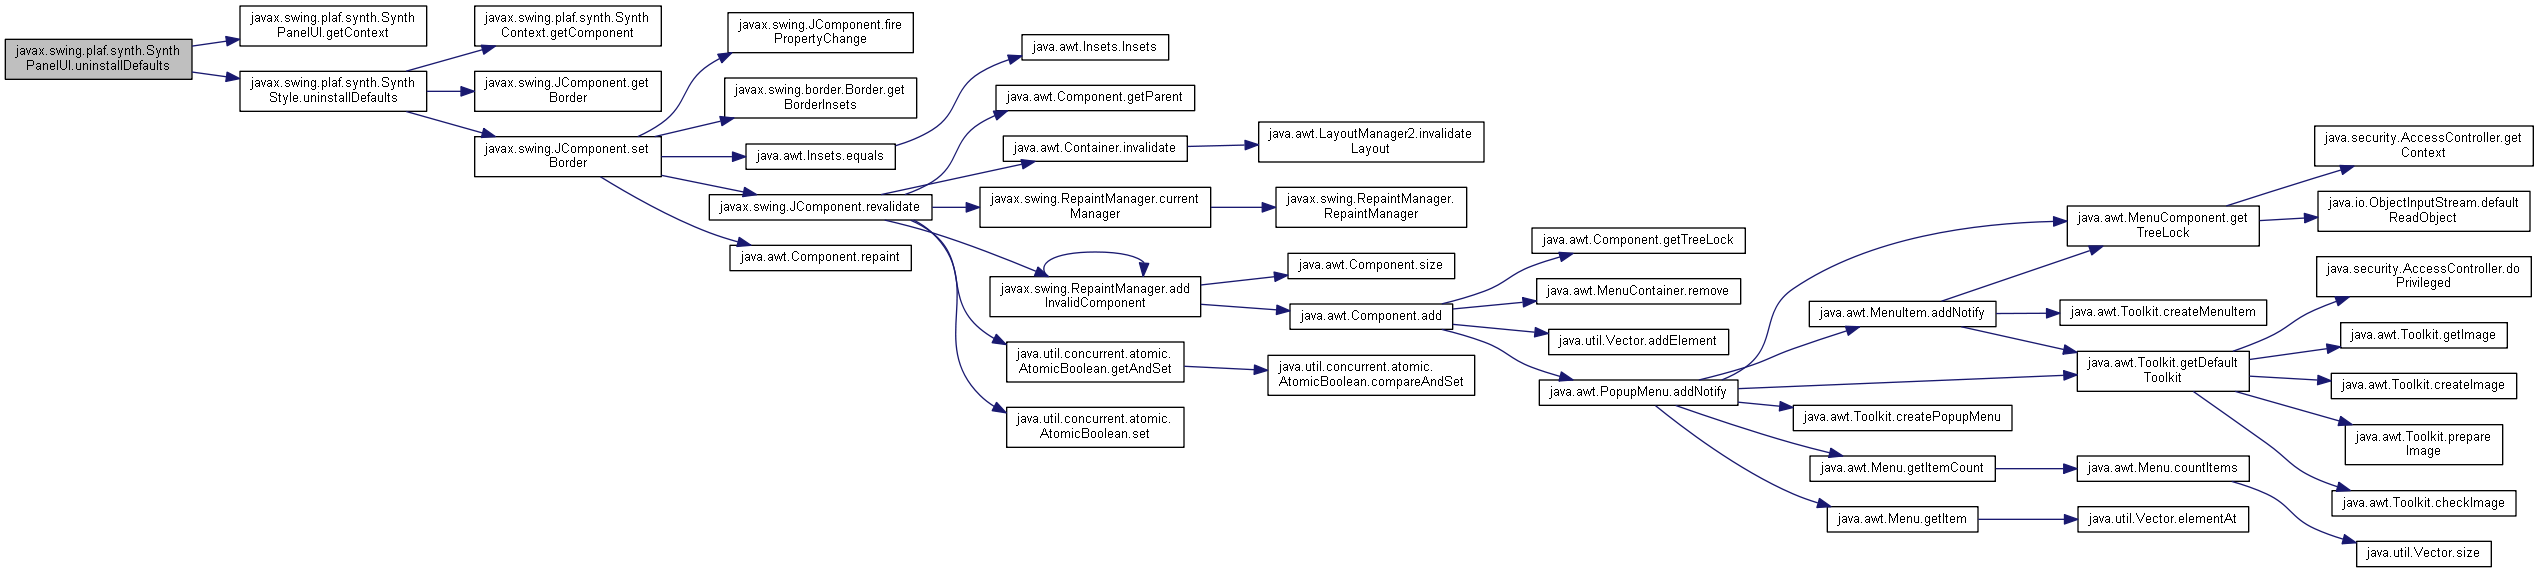 javax.swing.plaf.synth.Synth
PanelUI.uninstallDefaults
javax.swing.plaf.synth.Synth
PanelUI.getContext
javax.swing.plaf.synth.Synth
Style.uninstallDefaults
javax.swing.plaf.synth.Synth
Context.getComponent
javax.swing.JComponent.get
Border
javax.swing.JComponent.set
Border
javax.swing.JComponent.fire
PropertyChange
javax.swing.border.Border.get
BorderInsets
java.awt.Insets.equals
javax.swing.JComponent.revalidate
java.awt.Component.repaint
java.awt.Insets.Insets
java.awt.Component.getParent
java.awt.Container.invalidate
javax.swing.RepaintManager.current
Manager
javax.swing.RepaintManager.add
InvalidComponent
java.util.concurrent.atomic.
AtomicBoolean.getAndSet
java.util.concurrent.atomic.
AtomicBoolean.set
java.awt.LayoutManager2.invalidate
Layout
javax.swing.RepaintManager.
RepaintManager
java.awt.Component.size
java.awt.Component.add
java.util.concurrent.atomic.
AtomicBoolean.compareAndSet
java.awt.Component.getTreeLock
java.awt.MenuContainer.remove
java.util.Vector.addElement
java.awt.PopupMenu.addNotify
java.awt.MenuItem.addNotify
java.awt.Toolkit.createPopupMenu
java.awt.Menu.getItemCount
java.awt.Menu.getItem
java.awt.MenuComponent.get
TreeLock
java.awt.Toolkit.createMenuItem
java.awt.Toolkit.getDefault
Toolkit
java.awt.Menu.countItems
java.util.Vector.elementAt
java.security.AccessController.get
Context
java.io.ObjectInputStream.default
ReadObject
java.security.AccessController.do
Privileged
java.awt.Toolkit.getImage
java.awt.Toolkit.createImage
java.awt.Toolkit.prepare
Image
java.awt.Toolkit.checkImage
java.util.Vector.size